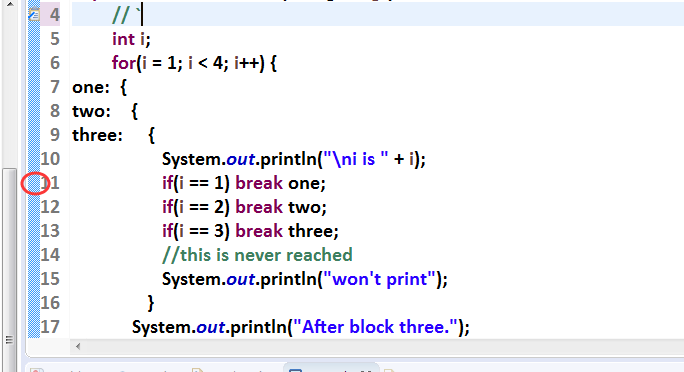 4 // `
5 int i;
6 for(i = 1; i < 4; i++) {
7 one: {
8 two: {
9 three: {
10 System.out.println("\ni is " + i);
11 if(i == 1) break one;
12 if(i == 2) break two;
13 if(i == 3) break three;
14 //this is never reached
15 System.out.println("won't print");
16 }
17 System.out.println("After block three.");